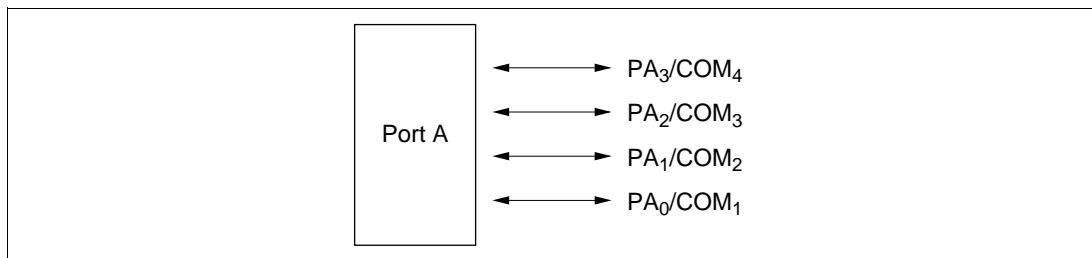 PA₃/COM₄
PA₂/COM₃
Port A
PA₁/COM₂
PA₀/COM₁